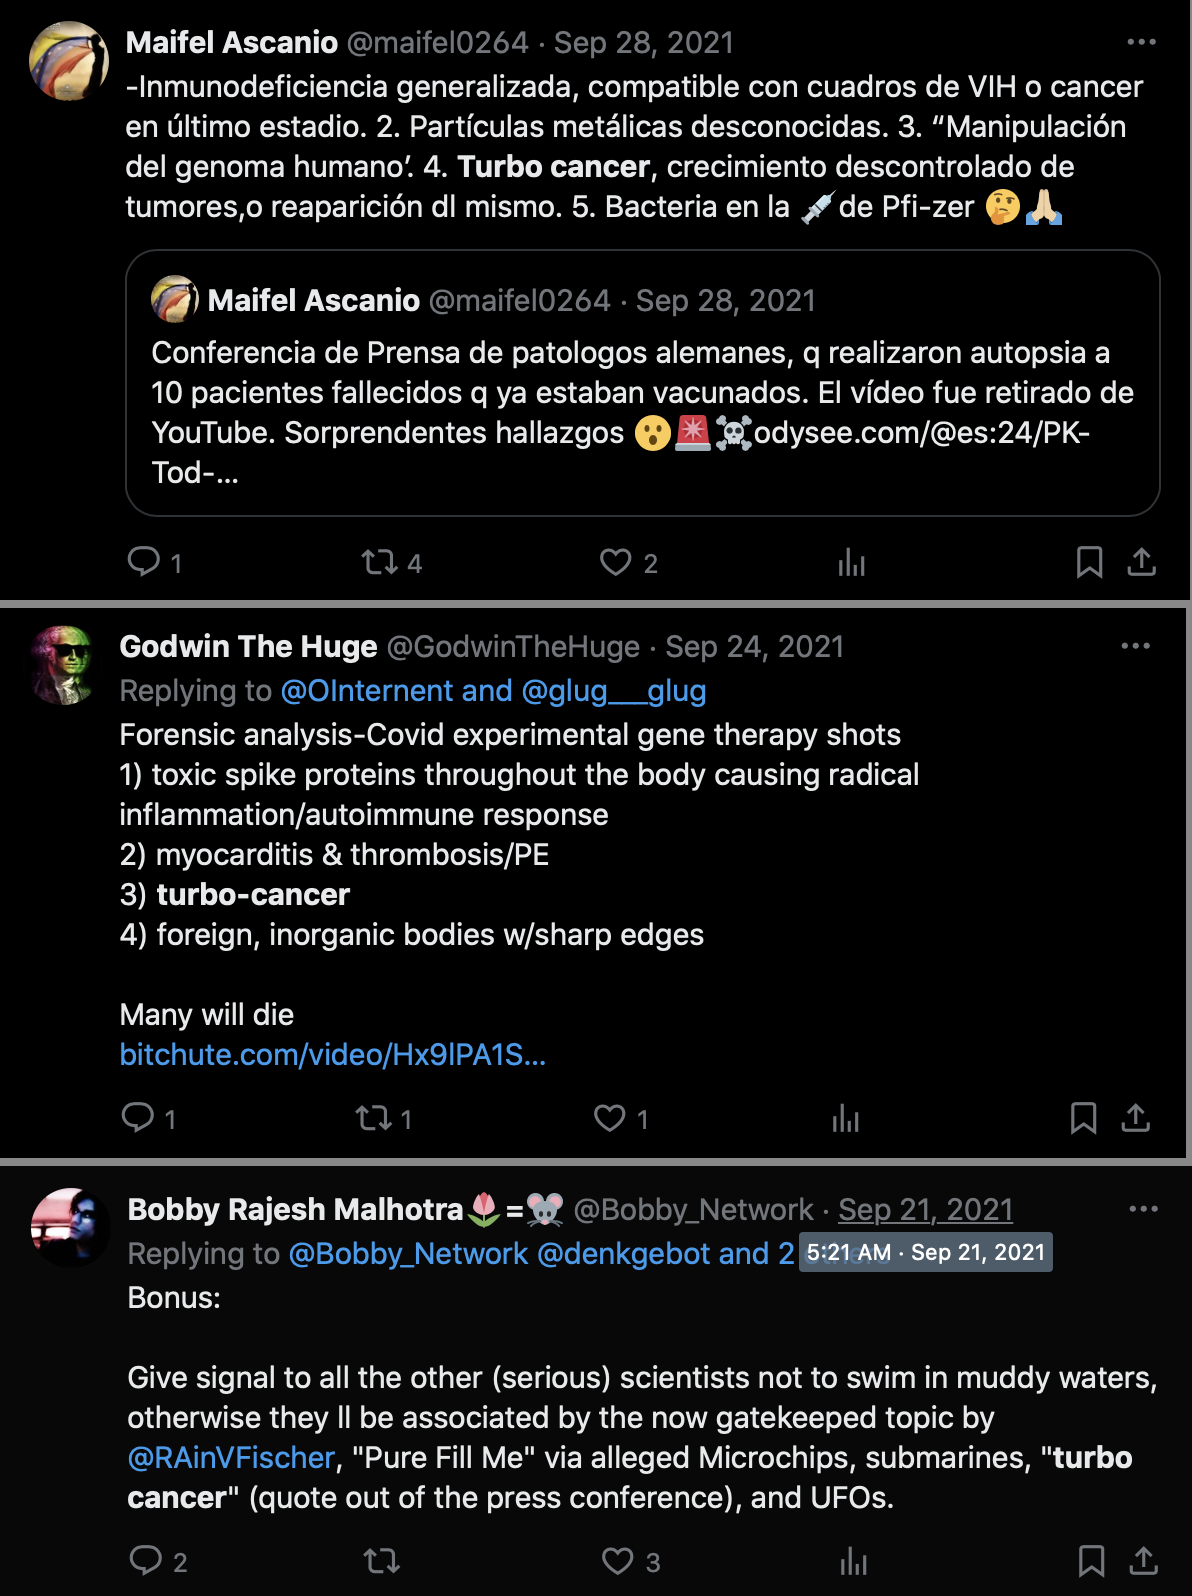 Maifel Ascanio @maifel0264 · Sep 28, 2021
-Inmunodeficiencia generalizada, compatible con cuadros de VIH o cancer
en último estadio. 2. Partículas metálicas desconocidas. 3. “Manipulación
del genoma humano’. 4. Turbo cancer, crecimiento descontrolado de
tumores,o reaparición dl mismo. 5. Bacteria en la 💉de Pfi-zer 🤔🙏🏼
Maifel Ascanio @maifel0264 · Sep 28, 2021
Conferencia de Prensa de patologos alemanes, q realizaron autopsia a
10 pacientes fallecidos q ya estaban vacunados. El vídeo fue retirado de
YouTube. Sorprendentes hallazgos 😮🚨☠️odysee.com/@es:24/PK-
Tod-...
1 4 2
Godwin The Huge @GodwinTheHuge · Sep 24, 2021
Replying to @OInternent and @glug___glug
Forensic analysis-Covid experimental gene therapy shots
1) toxic spike proteins throughout the body causing radical
inflammation/autoimmune response
2) myocarditis & thrombosis/PE
3) turbo-cancer
4) foreign, inorganic bodies w/sharp edges
Many will die
bitchute.com/video/Hx9lPA1S...
1 1 1
Bobby Rajesh Malhotra🌷=🐭 @Bobby_Network · Sep 21, 2021
Replying to @Bobby_Network @denkgebot and 2
5:21 AM · Sep 21, 2021
Bonus:
Give signal to all the other (serious) scientists not to swim in muddy waters,
otherwise they ll be associated by the now gatekeeped topic by
@RAinVFischer, "Pure Fill Me" via alleged Microchips, submarines, "turbo
cancer" (quote out of the press conference), and UFOs.
2 3